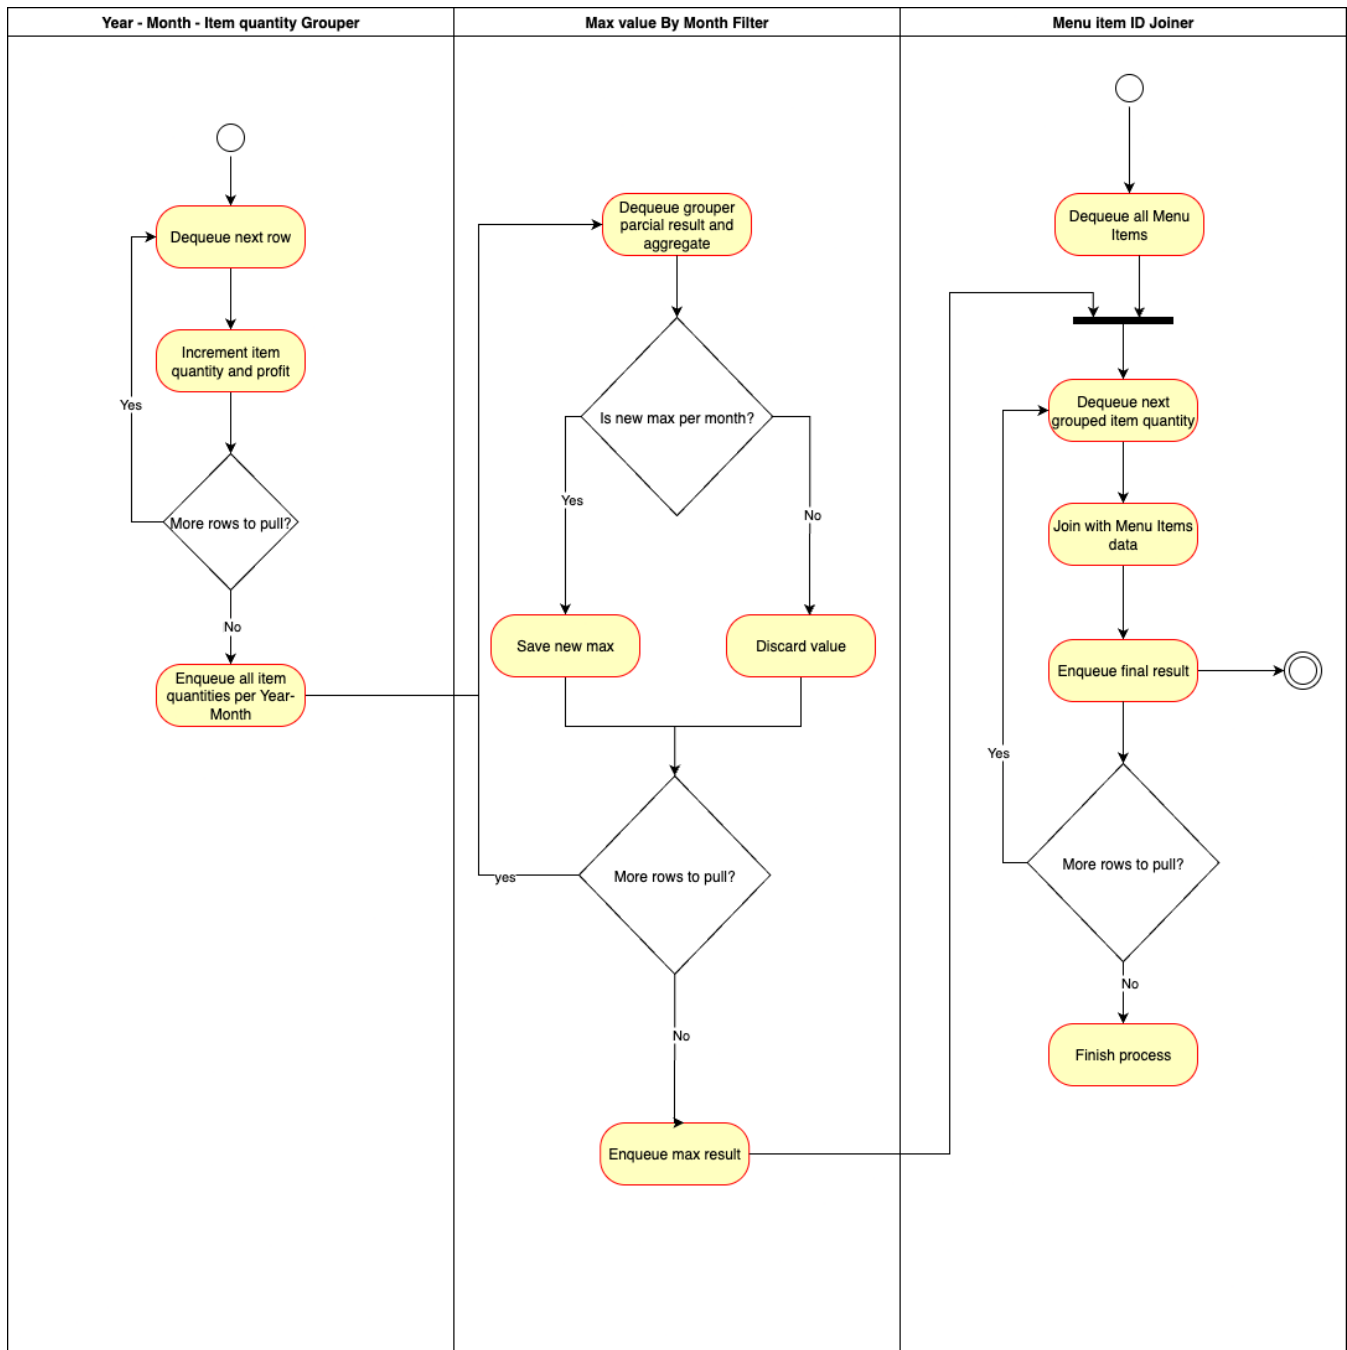 Year - Month - Item quantity Grouper
Max value By Month Filter
Menu item ID Joiner
Dequeue next row
Increment item
quantity and profit
Yes
More rows to pull?
No
Enqueue all item
quantities per Year-
Month
Dequeue grouper
parcial result and
aggregate
Is new max per month?
Yes
No
Save new max
Discard value
More rows to pull?
yes
No
Enqueue max result
Dequeue all Menu
Items
Dequeue next
grouped item quantity
Join with Menu Items
data
Enqueue final result
Yes
More rows to pull?
No
Finish process